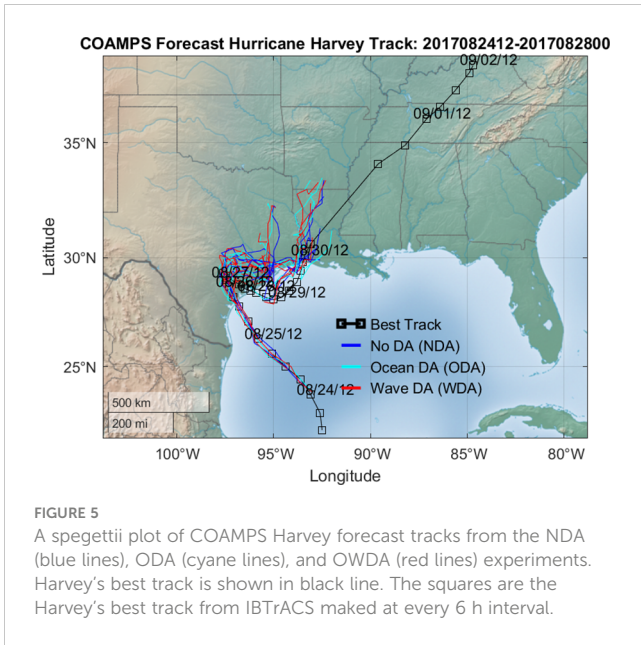 COAMPS Forecast Hurricane Harvey Track: 2017082412-2017082800
09/02/12
09/01/12
35°N
08/30/12
30°N
08/27/12
08/28/12
08/29/12
Latitude
08/25/12
Best Track
No DA (NDA)
25°N
Ocean DA (ODA)
08/24/12
Wave DA (WDA)
500 km
200 mi
100°W
95°W
90°W
85°W
80°W
Longitude
FIGURE 5
A spegettii plot of COAMPS Harvey forecast tracks from the NDA
(blue lines), ODA (cyane lines), and OWDA (red lines) experiments.
Harvey's best track is shown in black line. The squares are the
Harvey's best track from IBTrACS maked at every 6 h interval.